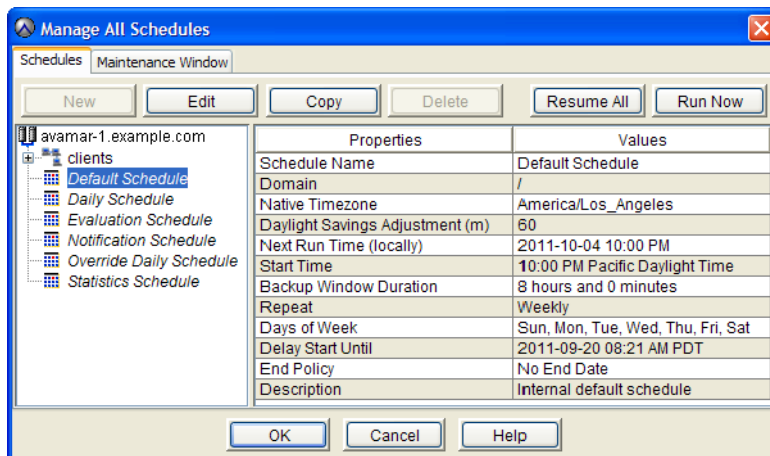 Manage All Schedules
Schedules Maintenance Window
New Edit Copy Delete Resume All Run Now
avamar-1.example.com
clients
Default Schedule
Daily Schedule
Evaluation Schedule
Notification Schedule
Override Daily Schedule
Statistics Schedule
Properties Values
Schedule Name Default Schedule
Domain /
Native Timezone America/Los_Angeles
Daylight Savings Adjustment (m) 60
Next Run Time (locally) 2011-10-04 10:00 PM
Start Time 10:00 PM Pacific Daylight Time
Backup Window Duration 8 hours and 0 minutes
Repeat Weekly
Days of Week Sun, Mon, Tue, Wed, Thu, Fri, Sat
Delay Start Until 2011-09-20 08:21 AM PDT
End Policy No End Date
Description Internal default schedule
OK Cancel Help